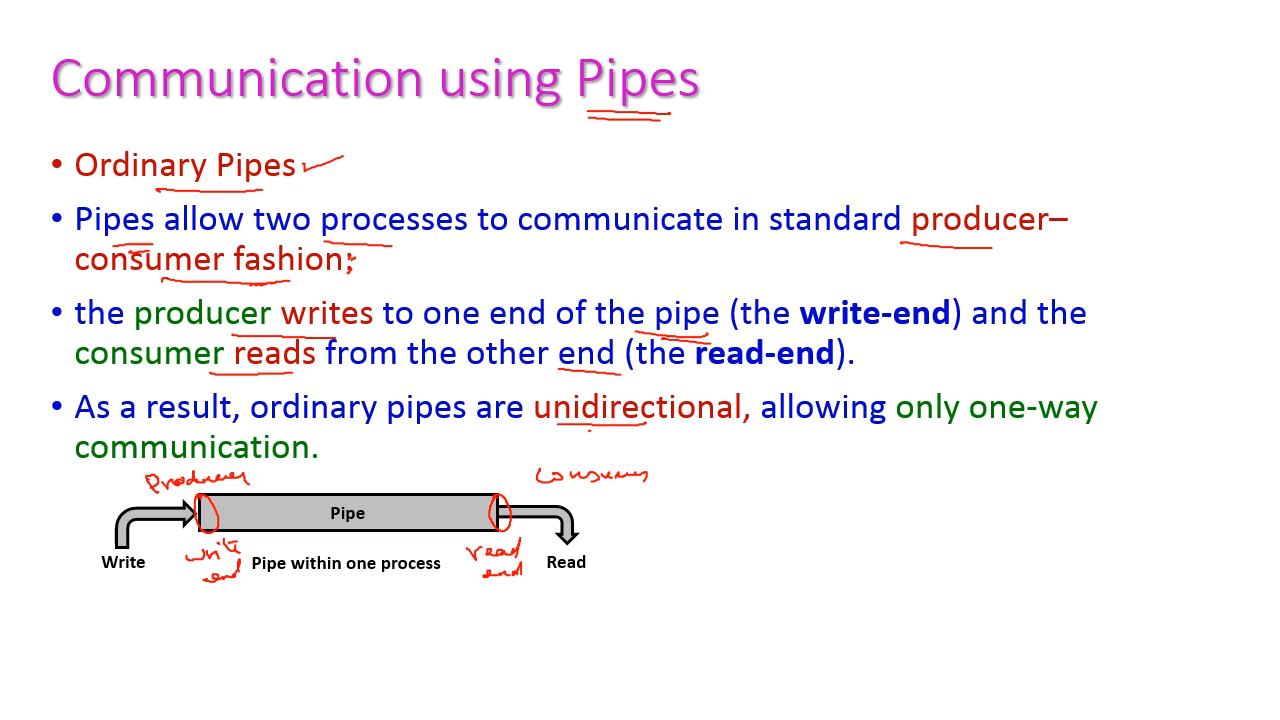 Communication using Pipes
• Ordinary Pipes
• Pipes allow two processes to communicate in standard producer–
consumer fashion;
• the producer writes to one end of the pipe (the write-end) and the
consumer reads from the other end (the read-end).
• As a result, ordinary pipes are unidirectional, allowing only one-way
communication.
Producer
Pipe
Write
write
end
Pipe within one process
read
end
Read